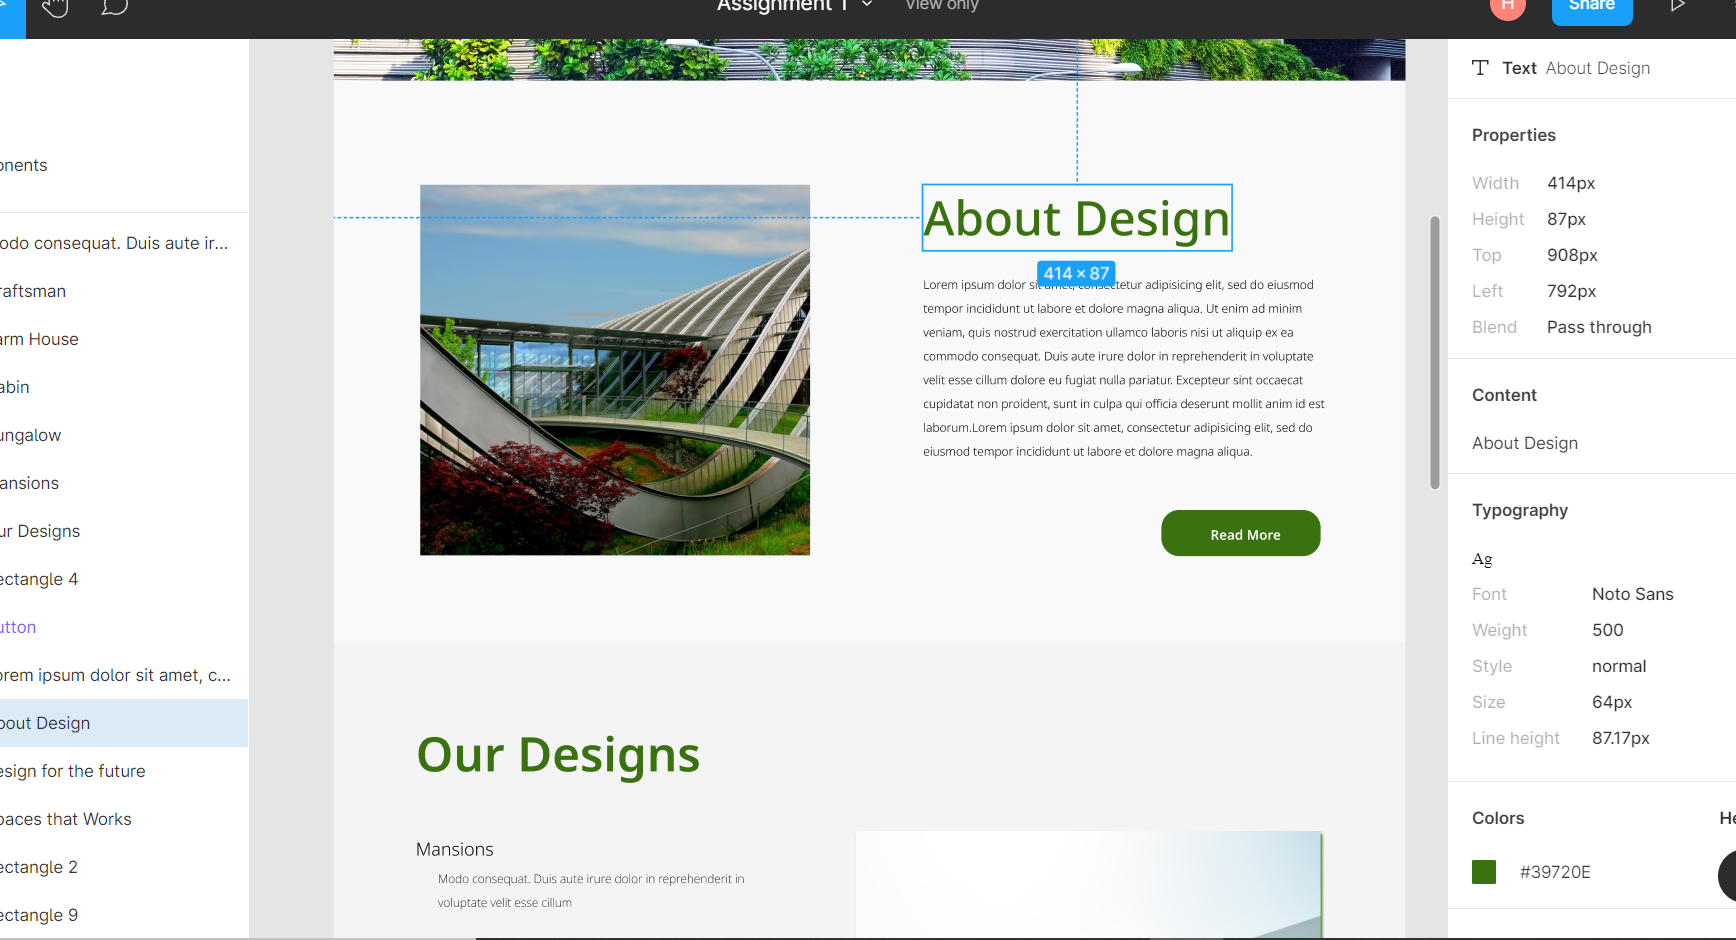 Assignment 1
View only
H
Share
onents
odo consequat. Duis aute ir...
raftsman
arm House
abin
ungalow
ansions
ur Designs
ectangle 4
utton
orem ipsum dolor sit amet, c...
bout Design
esign for the future
paces that Works
ectangle 2
ectangle 9
About Design
414 × 87
Lorem ipsum dolor sit amet, consectetur adipisicing elit, sed do eiusmod
tempor incididunt ut labore et dolore magna aliqua. Ut enim ad minim
veniam, quis nostrud exercitation ullamco laboris nisi ut aliquip ex ea
commodo consequat. Duis aute irure dolor in reprehenderit in voluptate
velit esse cillum dolore eu fugiat nulla pariatur. Excepteur sint occaecat
cupidatat non proident, sunt in culpa qui officia deserunt mollit anim id est
laborum.Lorem ipsum dolor sit amet, consectetur adipisicing elit, sed do
eiusmod tempor incididunt ut labore et dolore magna aliqua.
Read More
Our Designs
Mansions
Modo consequat. Duis aute irure dolor in reprehenderit in
voluptate velit esse cillum
Text About Design
Properties
Width 414px
Height 87px
Top 908px
Left 792px
Blend Pass through
Content
About Design
Typography
Ag
Font Noto Sans
Weight 500
Style normal
Size 64px
Line height 87.17px
Colors He
#39720E